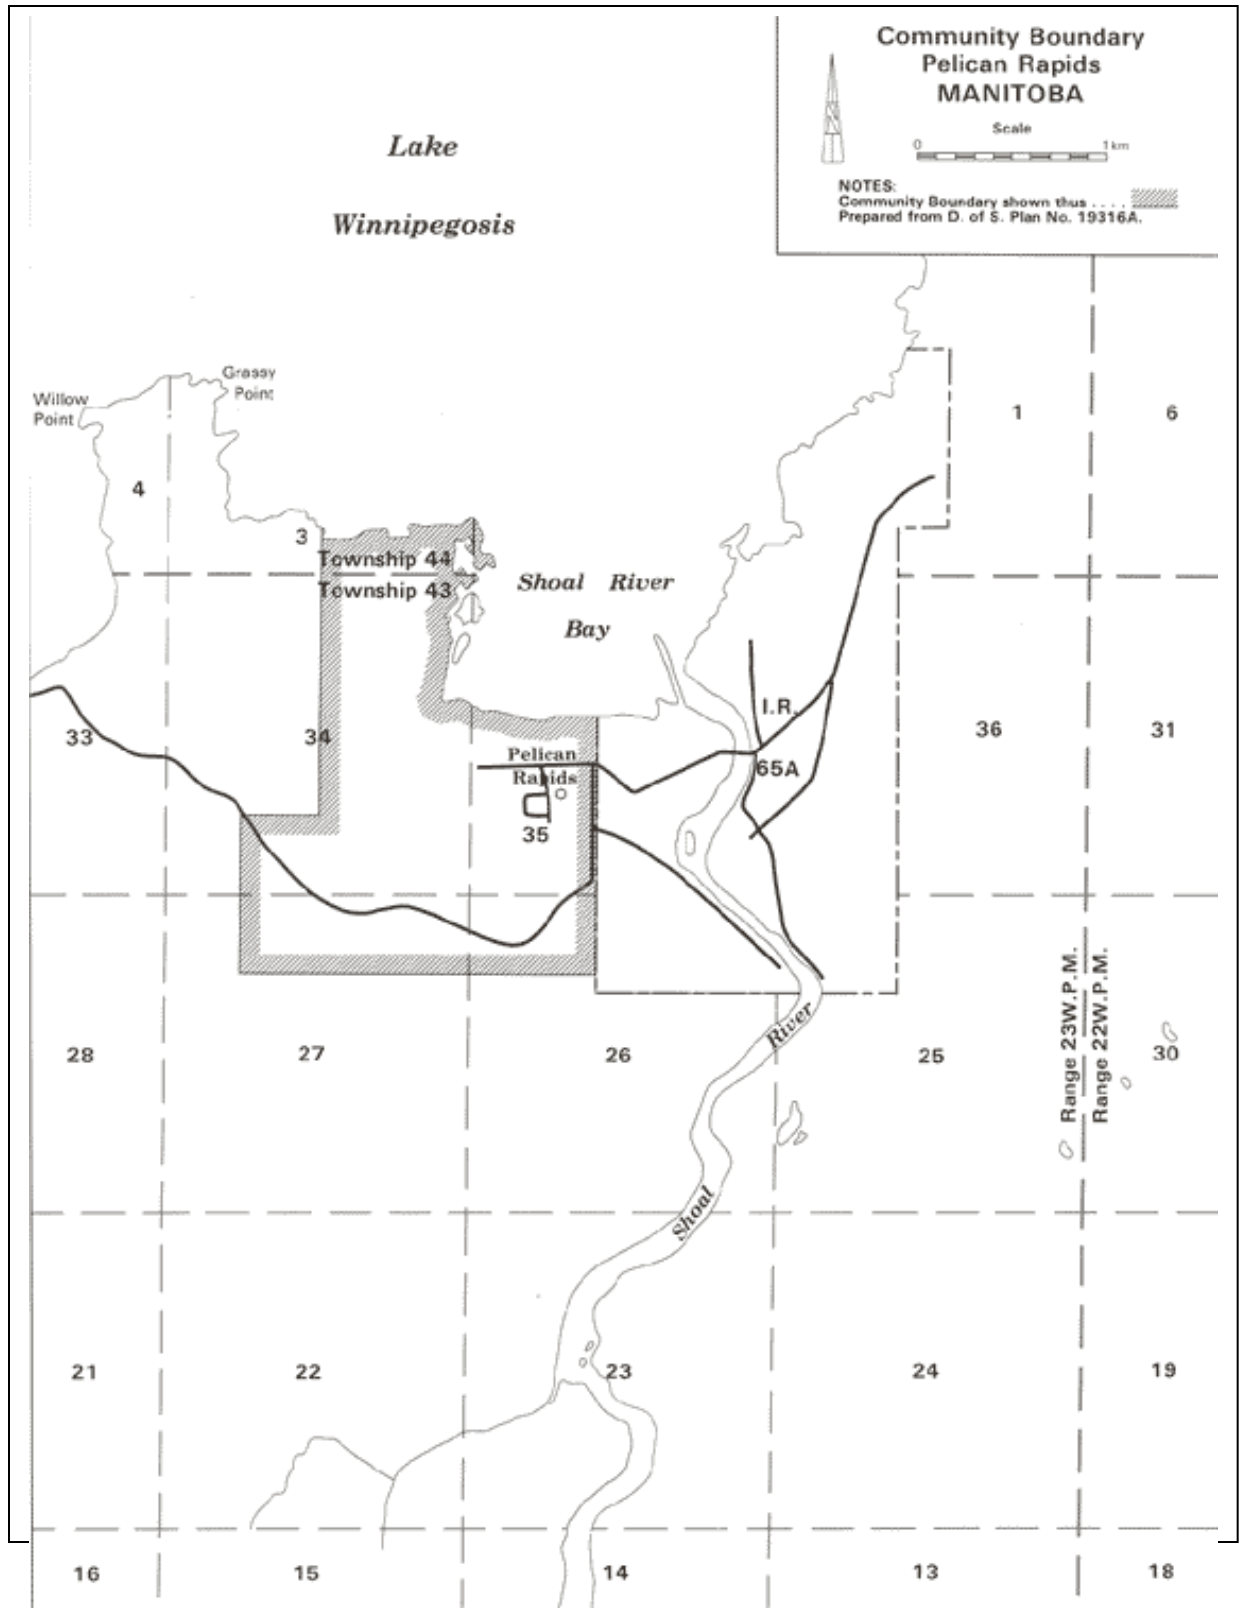 Community Boundary
Pelican Rapids
MANITOBA
Scale
0 1 km
NOTES:
Community Boundary shown thus ....
Prepared from D. of S. Plan No. 19316A.
Lake
Winnipegosis
Grassy
Point
Willow
Point
1
6
4
3
Township 44
Township 43
Shoal River
Bay
I.R.
65A
33
34
36
31
Pelican
Rapids
35
Range 23W.P.M.
Range 22W.P.M.
28
27
26
25
30
River
Shoal
21
22
23
24
19
16
15
14
13
18